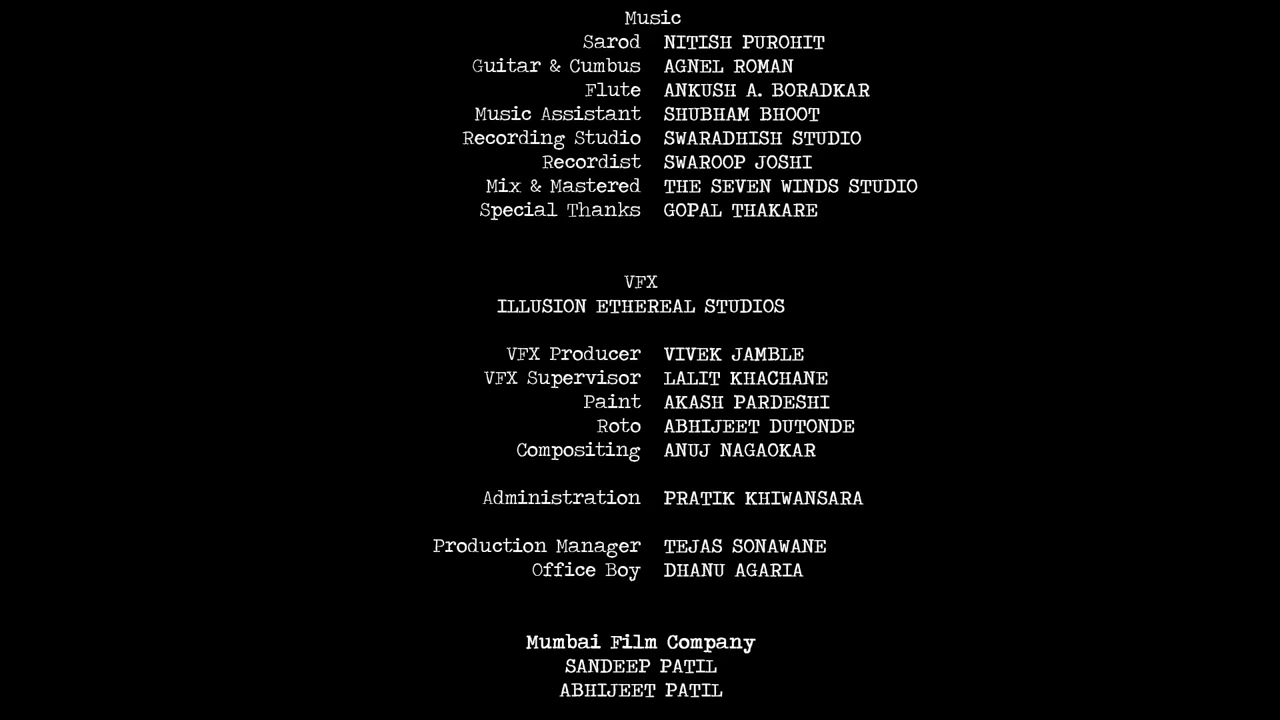 Music
Sarod NITISH PUROHIT
Guitar & Cumbus AGNEL ROMAN
Flute ANKUSH A. BORADKAR
Music Assistant SHUBHAM BHOOT
Recording Studio SWARADHISH STUDIO
Recordist SWAROOP JOSHI
Mix & Mastered THE SEVEN WINDS STUDIO
Special Thanks GOPAL THAKARE
VFX
ILLUSION ETHEREAL STUDIOS
VFX Producer VIVEK JAMBLE
VFX Supervisor LALIT KHACHANE
Paint AKASH PARDESHI
Roto ABHIJEET DUTONDE
Compositing ANUJ NAGAOKAR
Administration PRATIK KHIWANSARA
Production Manager TEJAS SONAWANE
Office Boy DHANU AGARIA
Mumbai Film Company
SANDEEP PATIL
ABHIJEET PATIL